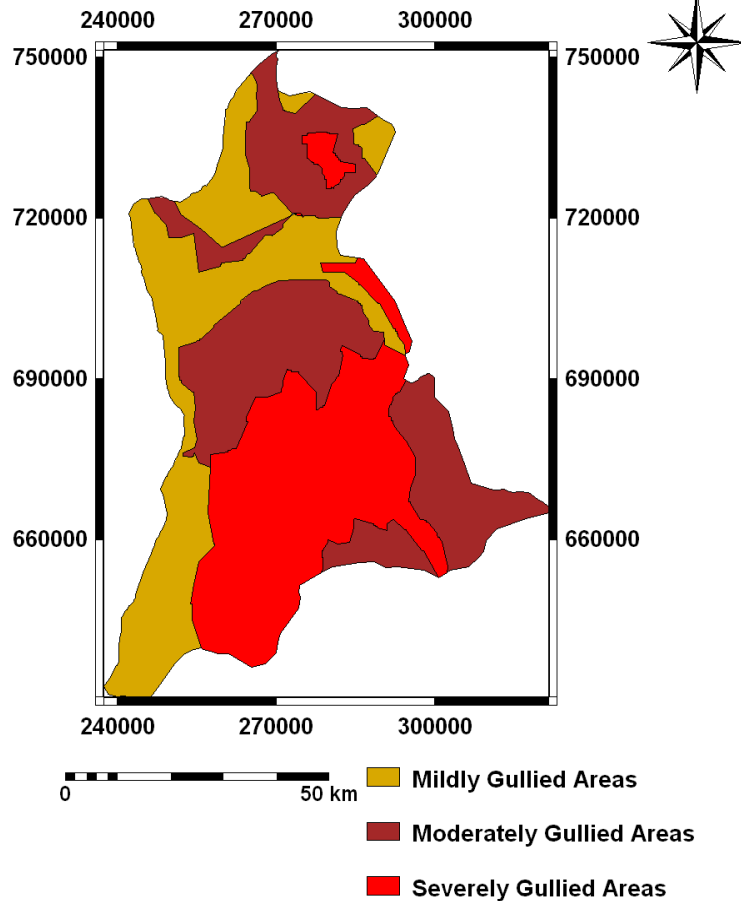 240000 270000 300000
750000 750000
720000 720000
690000 690000
660000 660000
240000 270000 300000
0 50 km
Mildly Gullied Areas
Moderately Gullied Areas
Severely Gullied Areas